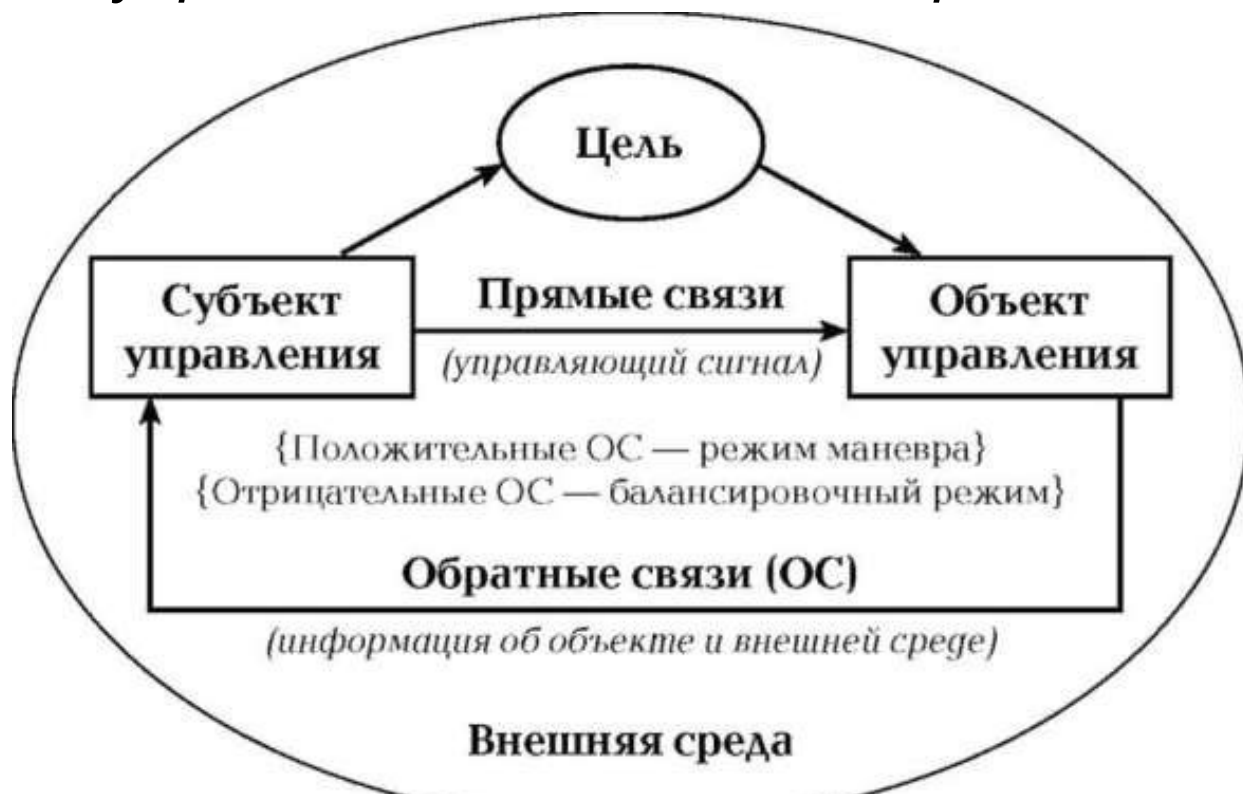 Цель
Субъект
управления
Прямые связи
(управляющий сигнал)
Объект
управления
{Положительные ОС — режим маневра}
{Отрицательные ОС — балансировочный режим}
Обратные связи (ОС)
(информация об объекте и внешней среде)
Внешняя среда